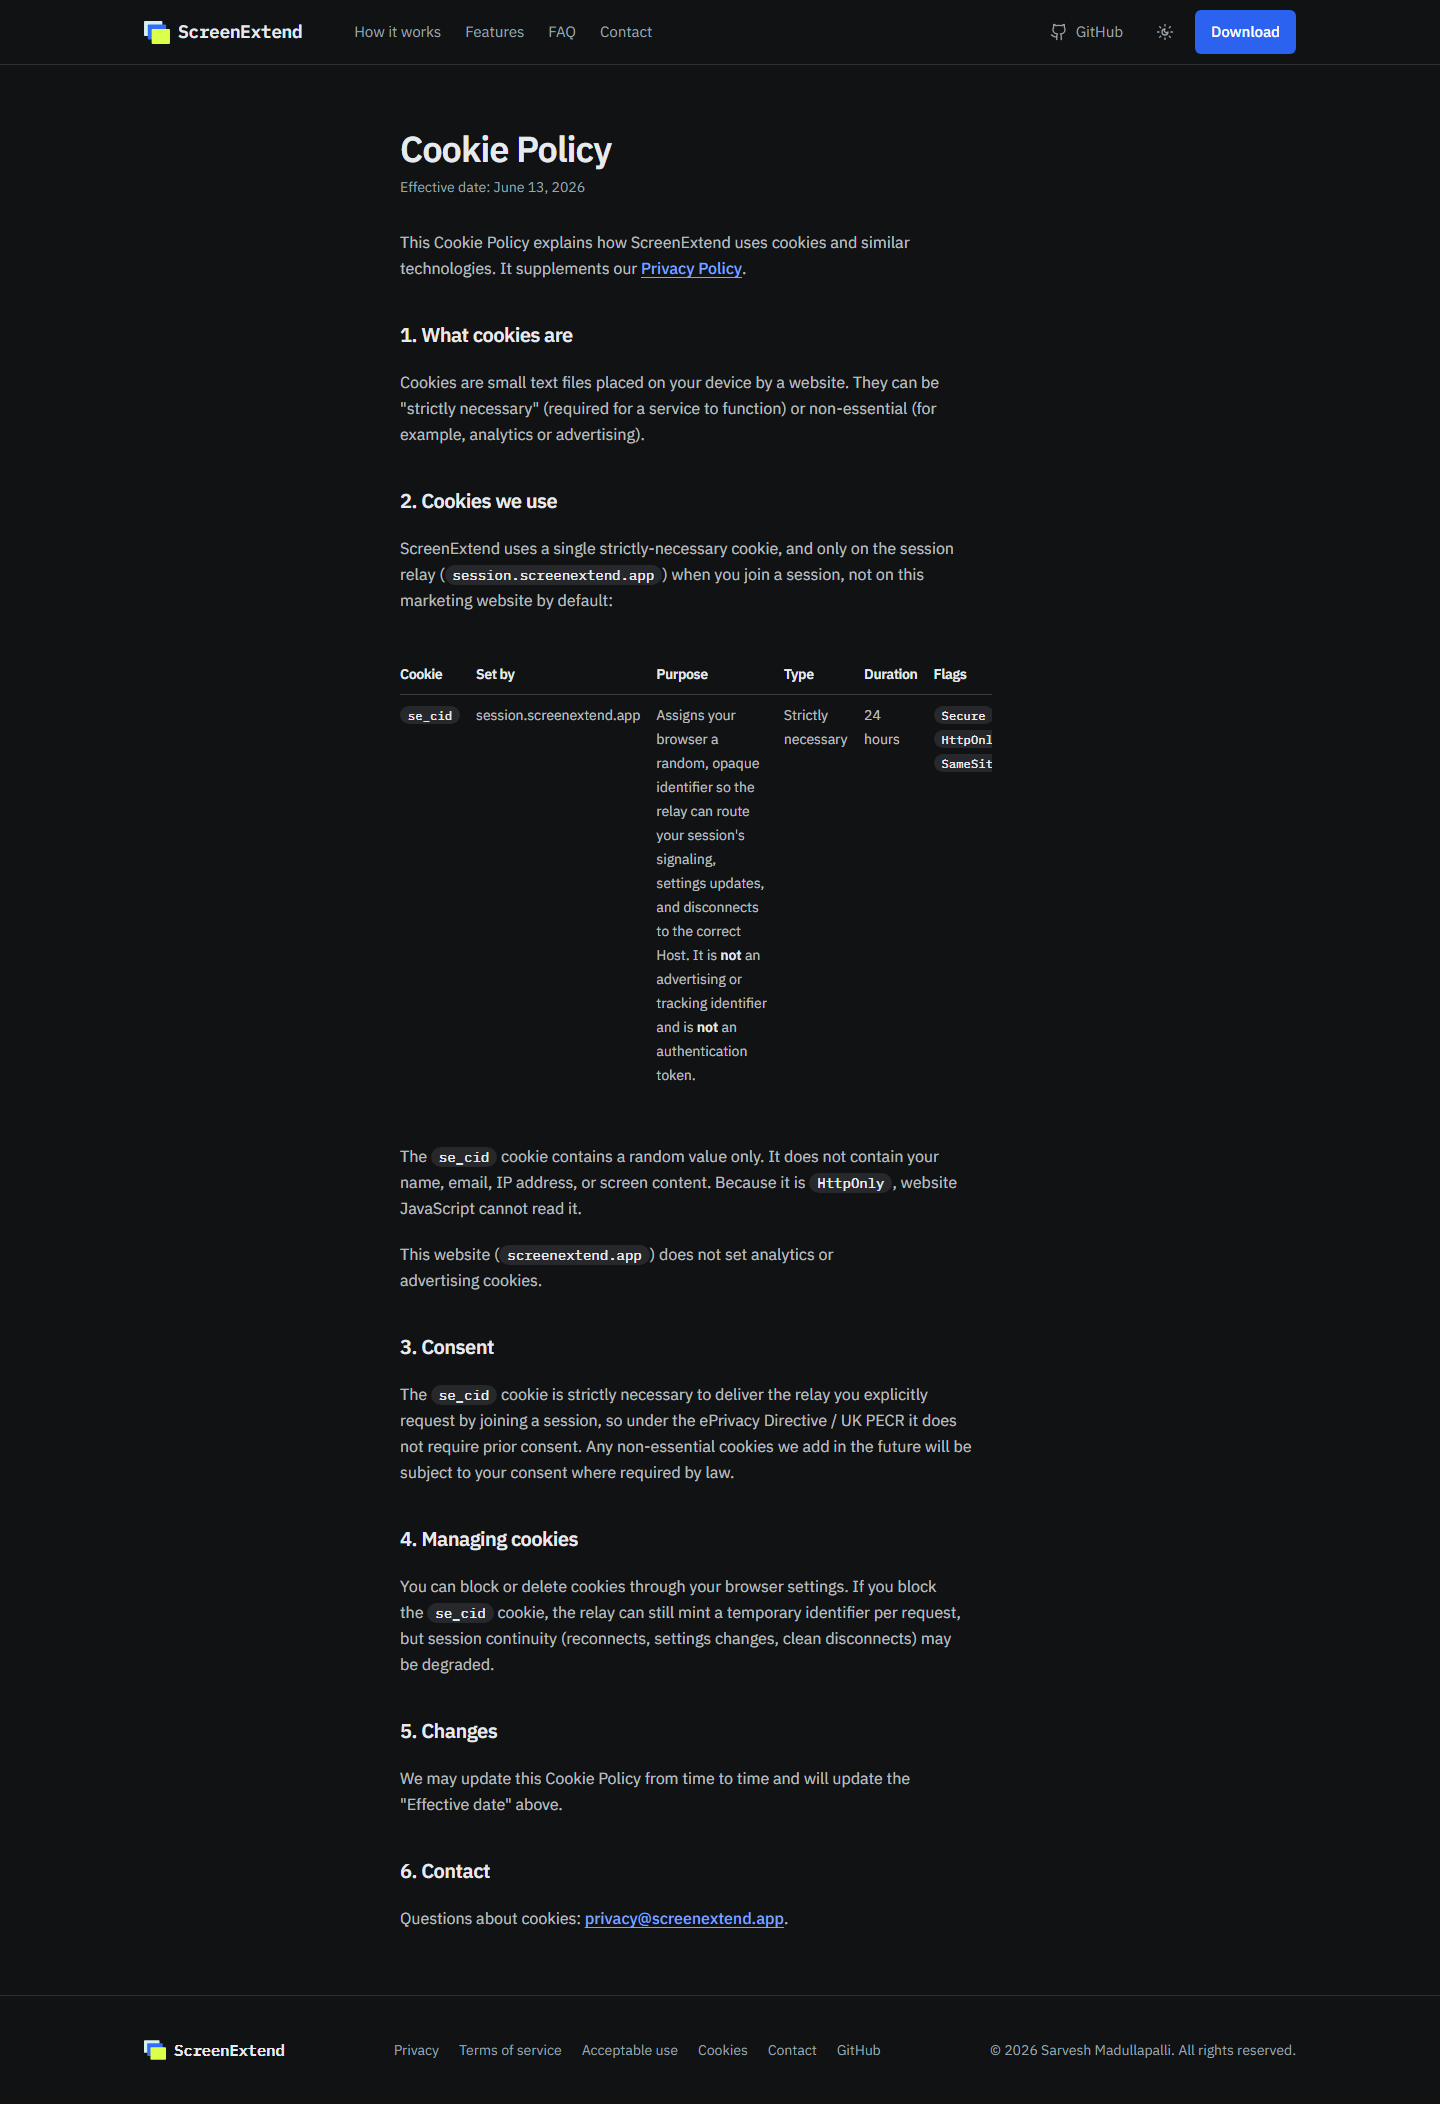 ScreenExtend How it works Features FAQ Contact GitHub Download
Cookie Policy
Effective date: June 13, 2026
This Cookie Policy explains how ScreenExtend uses cookies and similar
technologies. It supplements our Privacy Policy.
1. What cookies are
Cookies are small text files placed on your device by a website. They can be
"strictly necessary" (required for a service to function) or non-essential (for
example, analytics or advertising).
2. Cookies we use
ScreenExtend uses a single strictly-necessary cookie, and only on the session
relay (session.screenextend.app) when you join a session, not on this
marketing website by default:
Cookie Set by Purpose Type Duration Flags
se_cid session.screenextend.app Assigns your Strictly 24 Secure
browser a necessary hours HttpOnl
random, opaque SameSit
identifier so the
relay can route
your session's
signaling,
settings updates,
and disconnects
to the correct
Host. It is not an
advertising or
tracking identifier
and is not an
authentication
token.
The se_cid cookie contains a random value only. It does not contain your
name, email, IP address, or screen content. Because it is HttpOnly, website
JavaScript cannot read it.
This website (screenextend.app) does not set analytics or
advertising cookies.
3. Consent
The se_cid cookie is strictly necessary to deliver the relay you explicitly
request by joining a session, so under the ePrivacy Directive / UK PECR it does
not require prior consent. Any non-essential cookies we add in the future will be
subject to your consent where required by law.
4. Managing cookies
You can block or delete cookies through your browser settings. If you block
the se_cid cookie, the relay can still mint a temporary identifier per request,
but session continuity (reconnects, settings changes, clean disconnects) may
be degraded.
5. Changes
We may update this Cookie Policy from time to time and will update the
"Effective date" above.
6. Contact
Questions about cookies: privacy@screenextend.app.
ScreenExtend Privacy Terms of service Acceptable use Cookies Contact GitHub © 2026 Sarvesh Madullapalli. All rights reserved.